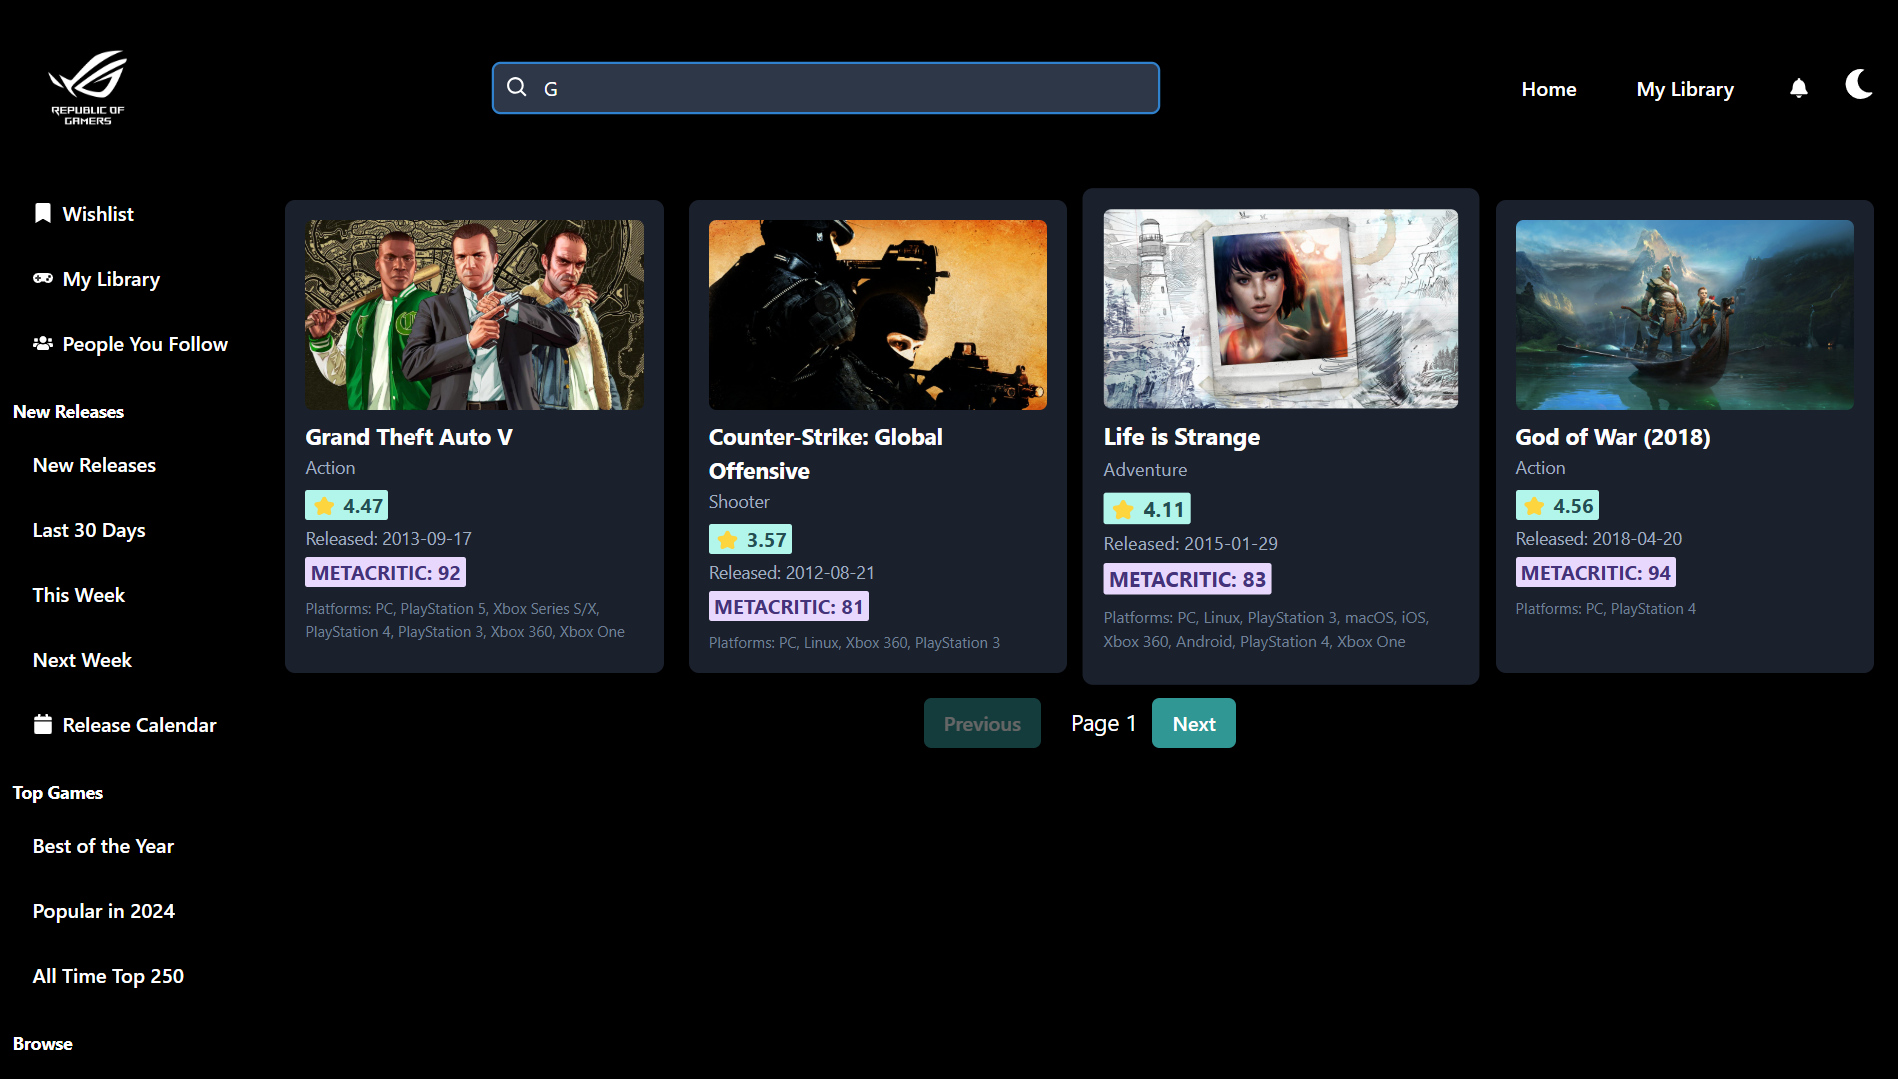 REPUBLIC OF
GAMERS
G
Home
My Library
Wishlist
My Library
People You Follow
New Releases
New Releases
Last 30 Days
This Week
Next Week
Release Calendar
Top Games
Best of the Year
Popular in 2024
All Time Top 250
Browse
Grand Theft Auto V
Action
4.47
Released: 2013-09-17
METACRITIC: 92
Platforms: PC, PlayStation 5, Xbox Series S/X,
PlayStation 4, PlayStation 3, Xbox 360, Xbox One
Counter-Strike: Global
Offensive
Shooter
3.57
Released: 2012-08-21
METACRITIC: 81
Platforms: PC, Linux, Xbox 360, PlayStation 3
Life is Strange
Adventure
4.11
Released: 2015-01-29
METACRITIC: 83
Platforms: PC, Linux, PlayStation 3, macOS, iOS,
Xbox 360, Android, PlayStation 4, Xbox One
God of War (2018)
Action
4.56
Released: 2018-04-20
METACRITIC: 94
Platforms: PC, PlayStation 4
Previous
Page 1
Next